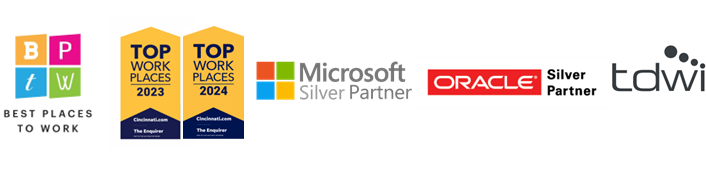 B P
t W
BEST PLACES
TO WORK
TOP
WORK
PLACES
2023
Cincinnati.com
The Enquirer
TOP
WORK
PLACES
2024
Cincinnati.com
The Enquirer
Microsoft
Silver Partner
ORACLE
Silver
Partner
tdwi